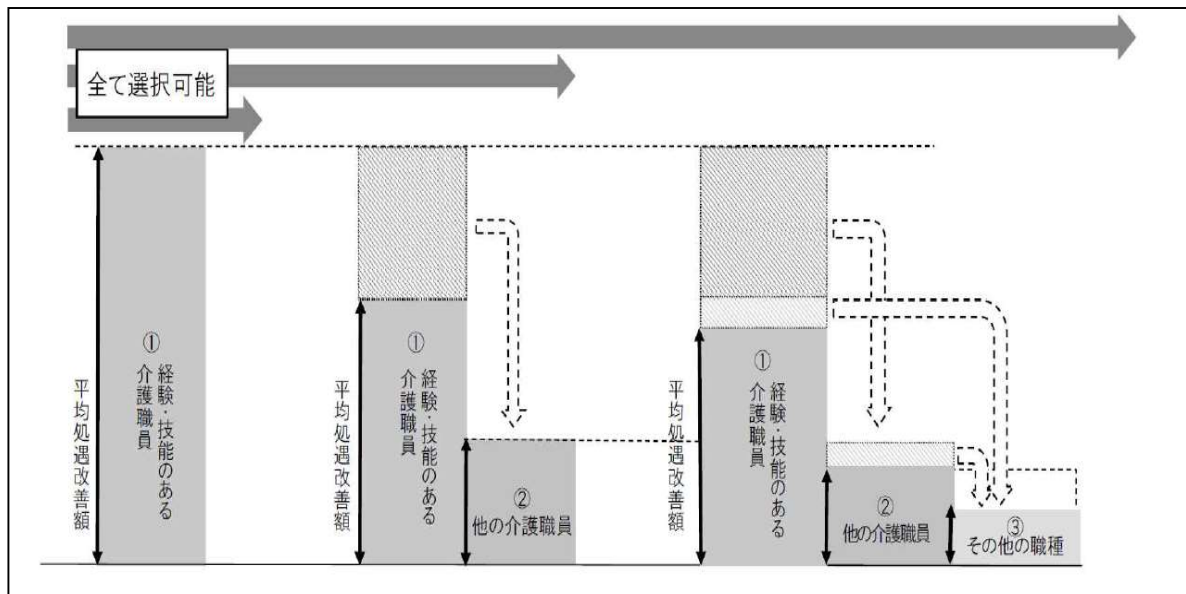 全て選択可能
平均処遇改善額
①
経験・技能のある
介護職員
平均処遇改善額
①
経験・技能のある
介護職員
②
他の介護職員
平均処遇改善額
①
経験・技能のある
介護職員
②
他の介護職員
③
その他の職種